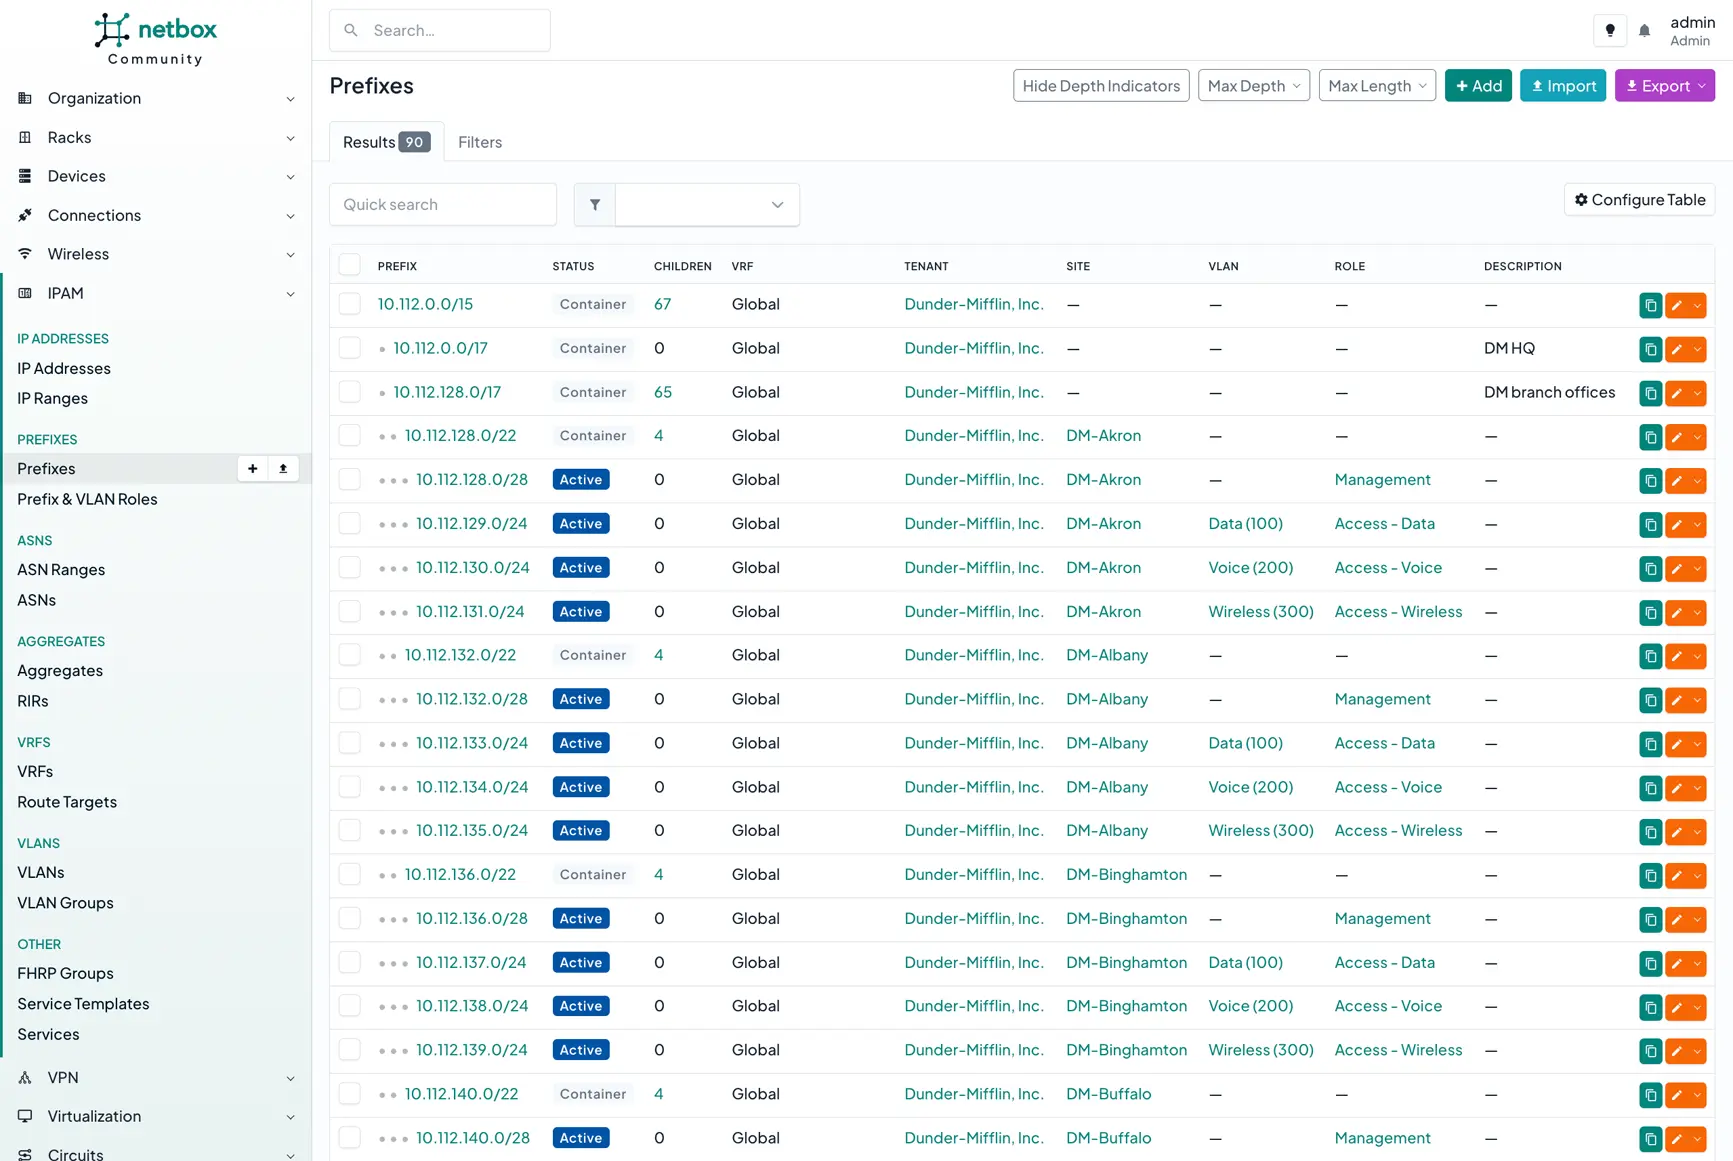 netbox
Community
Search...
admin
Admin
Organization
Racks
Devices
Connections
Wireless
IPAM
IP ADDRESSES
IP Addresses
IP Ranges
PREFIXES
Prefixes
Prefix & VLAN Roles
ASNS
ASN Ranges
ASNs
AGGREGATES
Aggregates
RIRs
VRFS
VRFs
Route Targets
VLANS
VLANs
VLAN Groups
OTHER
FHRP Groups
Service Templates
Services
VPN
Virtualization
Circuits
Prefixes
Hide Depth Indicators Max Depth Max Length + Add Import Export
Results 90 Filters
Quick search
Configure Table
PREFIX STATUS CHILDREN VRF TENANT SITE VLAN ROLE DESCRIPTION
10.112.0.0/15 Container 67 Global Dunder-Mifflin, Inc. — — — —
10.112.0.0/17 Container 0 Global Dunder-Mifflin, Inc. — — — DM HQ
10.112.128.0/17 Container 65 Global Dunder-Mifflin, Inc. — — — DM branch offices
10.112.128.0/22 Container 4 Global Dunder-Mifflin, Inc. DM-Akron — — —
10.112.128.0/28 Active 0 Global Dunder-Mifflin, Inc. DM-Akron — Management —
10.112.129.0/24 Active 0 Global Dunder-Mifflin, Inc. DM-Akron Data (100) Access - Data —
10.112.130.0/24 Active 0 Global Dunder-Mifflin, Inc. DM-Akron Voice (200) Access - Voice —
10.112.131.0/24 Active 0 Global Dunder-Mifflin, Inc. DM-Akron Wireless (300) Access - Wireless —
10.112.132.0/22 Container 4 Global Dunder-Mifflin, Inc. DM-Albany — — —
10.112.132.0/28 Active 0 Global Dunder-Mifflin, Inc. DM-Albany — Management —
10.112.133.0/24 Active 0 Global Dunder-Mifflin, Inc. DM-Albany Data (100) Access - Data —
10.112.134.0/24 Active 0 Global Dunder-Mifflin, Inc. DM-Albany Voice (200) Access - Voice —
10.112.135.0/24 Active 0 Global Dunder-Mifflin, Inc. DM-Albany Wireless (300) Access - Wireless —
10.112.136.0/22 Container 4 Global Dunder-Mifflin, Inc. DM-Binghamton — — —
10.112.136.0/28 Active 0 Global Dunder-Mifflin, Inc. DM-Binghamton — Management —
10.112.137.0/24 Active 0 Global Dunder-Mifflin, Inc. DM-Binghamton Data (100) Access - Data —
10.112.138.0/24 Active 0 Global Dunder-Mifflin, Inc. DM-Binghamton Voice (200) Access - Voice —
10.112.139.0/24 Active 0 Global Dunder-Mifflin, Inc. DM-Binghamton Wireless (300) Access - Wireless —
10.112.140.0/22 Container 4 Global Dunder-Mifflin, Inc. DM-Buffalo — — —
10.112.140.0/28 Active 0 Global Dunder-Mifflin, Inc. DM-Buffalo — Management —